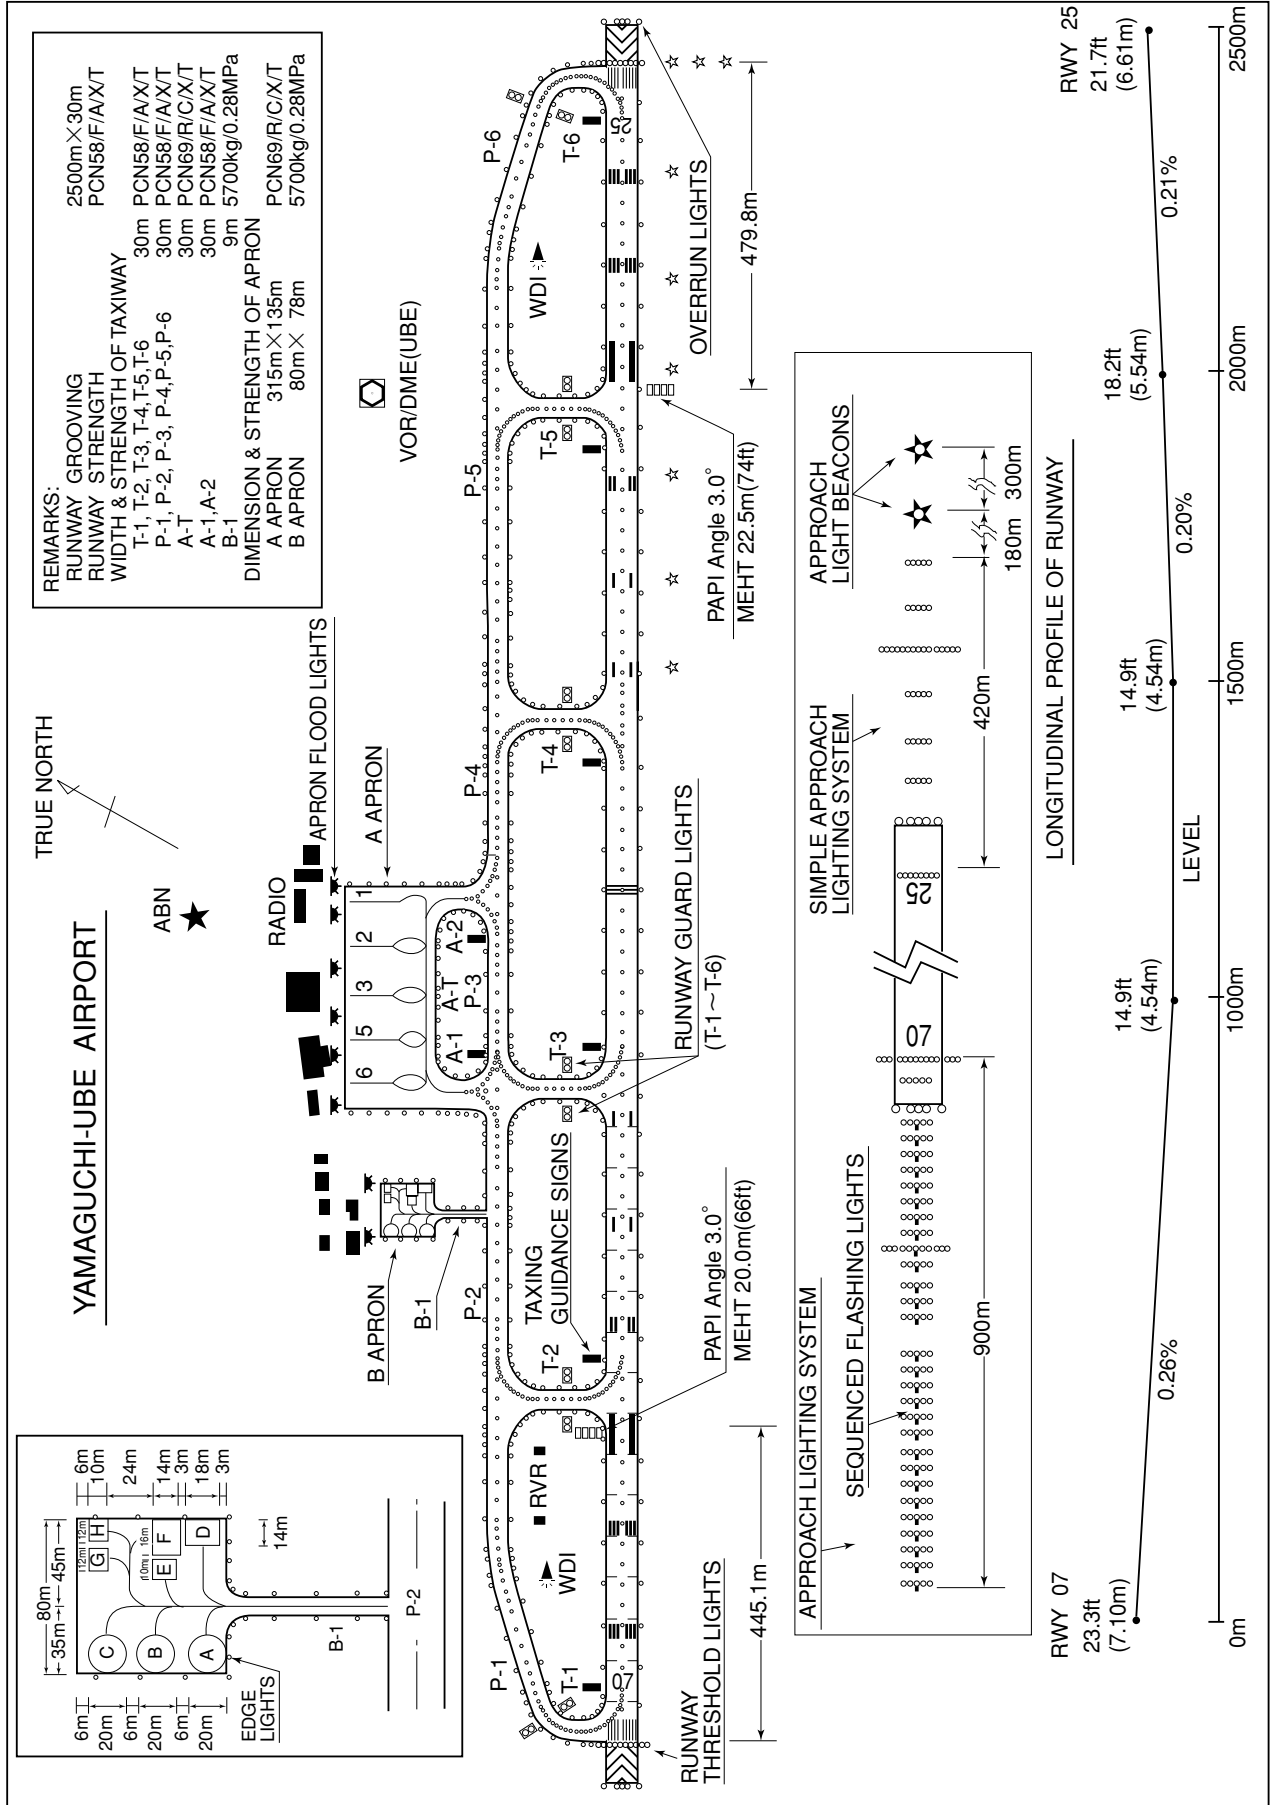 YAMAGUCHI-UBE AIRPORT
TRUE NORTH
ABN
REMARKS:
RUNWAY GROOVING 2500m×30m
RUNWAY STRENGTH PCN58/F/A/X/T
WIDTH & STRENGTH OF TAXIWAY
T-1, T-2, T-3, T-4,T-5,T-6 30m PCN58/F/A/X/T
P-1, P-2, P-3, P-4,P-5,P-6 30m PCN58/F/A/X/T
A-T 30m PCN69/R/C/X/T
A-1,A-2 30m PCN58/F/A/X/T
B-1 9m 5700kg/0.28MPa
DIMENSION & STRENGTH OF APRON
A APRON 315m×135m PCN69/R/C/X/T
B APRON 80m× 78m 5700kg/0.28MPa
80m
35m 45m
6m
20m
6m
20m
6m
20m
6m
10m
24m
14m
3m
18m
3m
12m 12m
10m 16m
C
B
A
G
H
E
F
D
14m
EDGE
LIGHTS
B-1
P-2
RADIO
APRON FLOOD LIGHTS
A APRON
6
5
3
2
1
A-1
A-T
A-2
P-3
B APRON
B-1
VOR/DME(UBE)
P-1
P-2
P-4
P-5
P-6
WDI
RVR
TAXING
GUIDANCE SIGNS
WDI
T-1
T-2
T-3
T-4
T-5
T-6
07
25
RUNWAY GUARD LIGHTS
(T-1~T-6)
OVERRUN LIGHTS
RUNWAY
THRESHOLD LIGHTS
445.1m
PAPI Angle 3.0°
MEHT 20.0m(66ft)
PAPI Angle 3.0°
MEHT 22.5m(74ft)
479.8m
APPROACH LIGHTING SYSTEM
SEQUENCED FLASHING LIGHTS
SIMPLE APPROACH
LIGHTING SYSTEM
APPROACH
LIGHT BEACONS
07
25
900m
420m
180m 300m
LONGITUDINAL PROFILE OF RUNWAY
RWY 07
23.3ft
(7.10m)
0.26%
14.9ft
(4.54m)
LEVEL
14.9ft
(4.54m)
0.20%
18.2ft
(5.54m)
0.21%
RWY 25
21.7ft
(6.61m)
0m
1000m
1500m
2000m
2500m